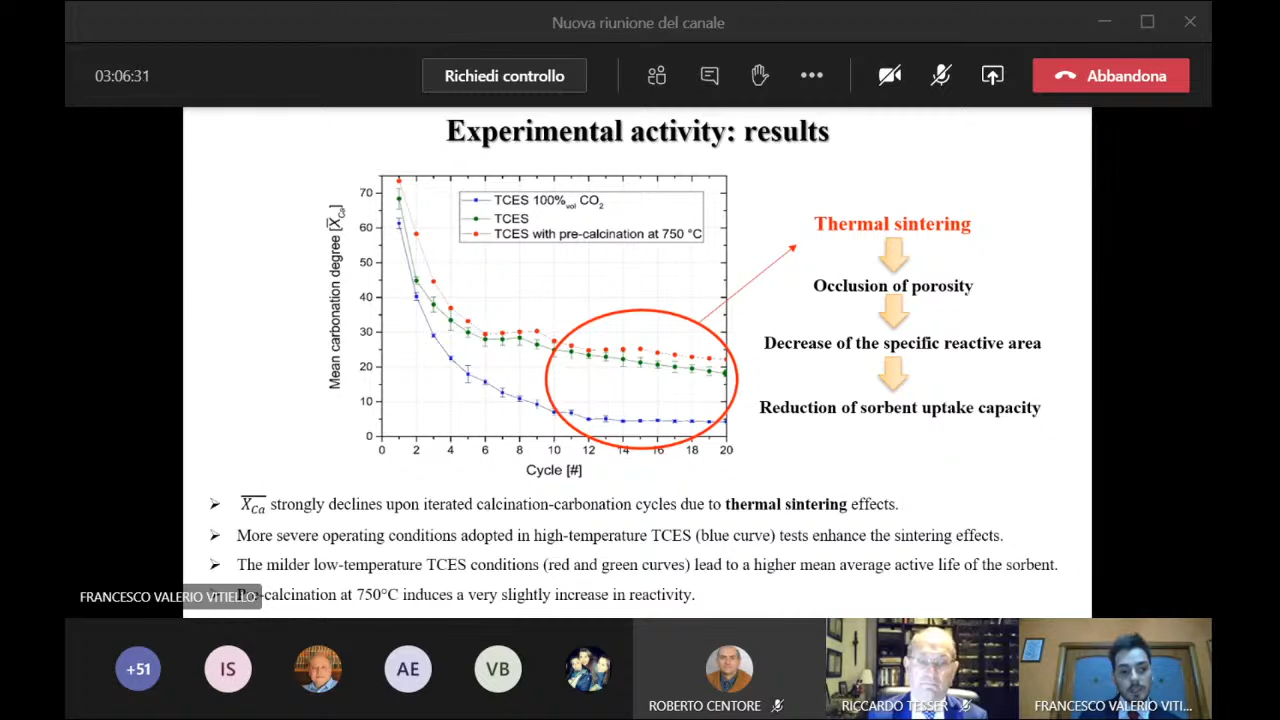 Nuova riunione del canale
03:06:31
Richiedi controllo
Abbandona
Experimental activity: results
Mean carbonation degree [X̅Ca]
70
60
50
40
30
20
10
0
TCES 100%vol CO2
TCES
TCES with pre-calcination at 750 °C
0 2 4 6 8 10 12 14 16 18 20
Cycle [#]
Thermal sintering
Occlusion of porosity
Decrease of the specific reactive area
Reduction of sorbent uptake capacity
➢ X̅Ca strongly declines upon iterated calcination-carbonation cycles due to thermal sintering effects.
➢ More severe operating conditions adopted in high-temperature TCES (blue curve) tests enhance the sintering effects.
➢ The milder low-temperature TCES conditions (red and green curves) lead to a higher mean average active life of the sorbent.
-calcination at 750°C induces a very slightly increase in reactivity.
FRANCESCO VALERIO VITIELLO
+51
IS
AE
VB
ROBERTO CENTORE
RICCARDO TESSER
FRANCESCO VALERIO VITI...